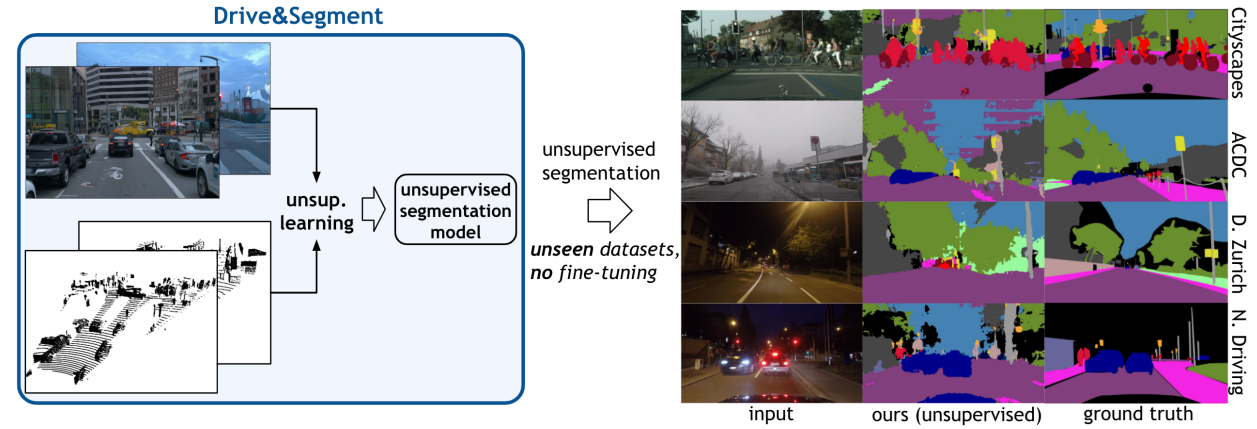 Drive&Segment
unsup.
learning
unsupervised
segmentation
model
unsupervised
segmentation
unseen datasets,
no fine-tuning
Cityscapes
ACDC
D. Zurich
N. Driving
input
ours (unsupervised)
ground truth